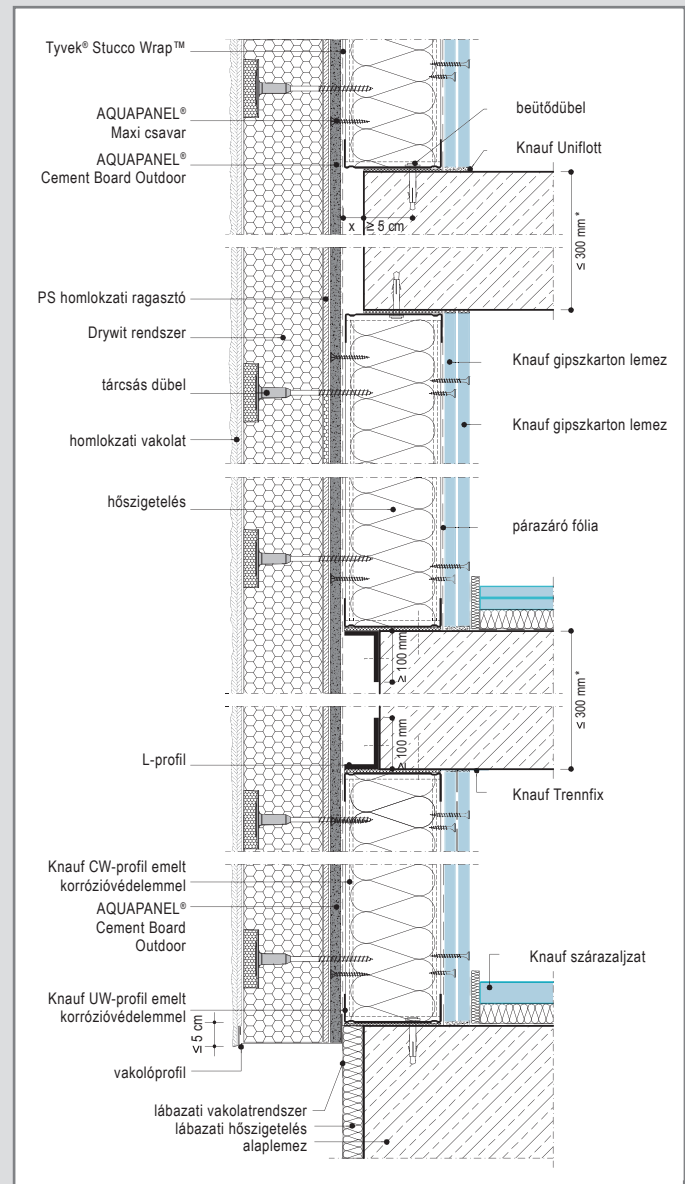 Tyvek® Stucco Wrap™
AQUAPANEL®
Maxi csavar
AQUAPANEL®
Cement Board Outdoor
beütődübel
Knauf Uniflott
x ≥ 5 cm
≤ 300 mm*
PS homlokzati ragasztó
Drywit rendszer
tárcsás dübel
homlokzati vakolat
Knauf gipszkarton lemez
Knauf gipszkarton lemez
hőszigetelés
párazáró fólia
≥ 100 mm
≥ 100 mm
≤ 300 mm*
L-profil
Knauf Trennfix
Knauf CW-profil emelt
korrózióvédelemmel
AQUAPANEL®
Cement Board
Outdoor
Knauf szárazaljzat
Knauf UW-profil emelt
korrózióvédelemmel
≤ 5 cm
vakolóprofil
lábazati vakolatrendszer
lábazati hőszigetelés
alaplemez